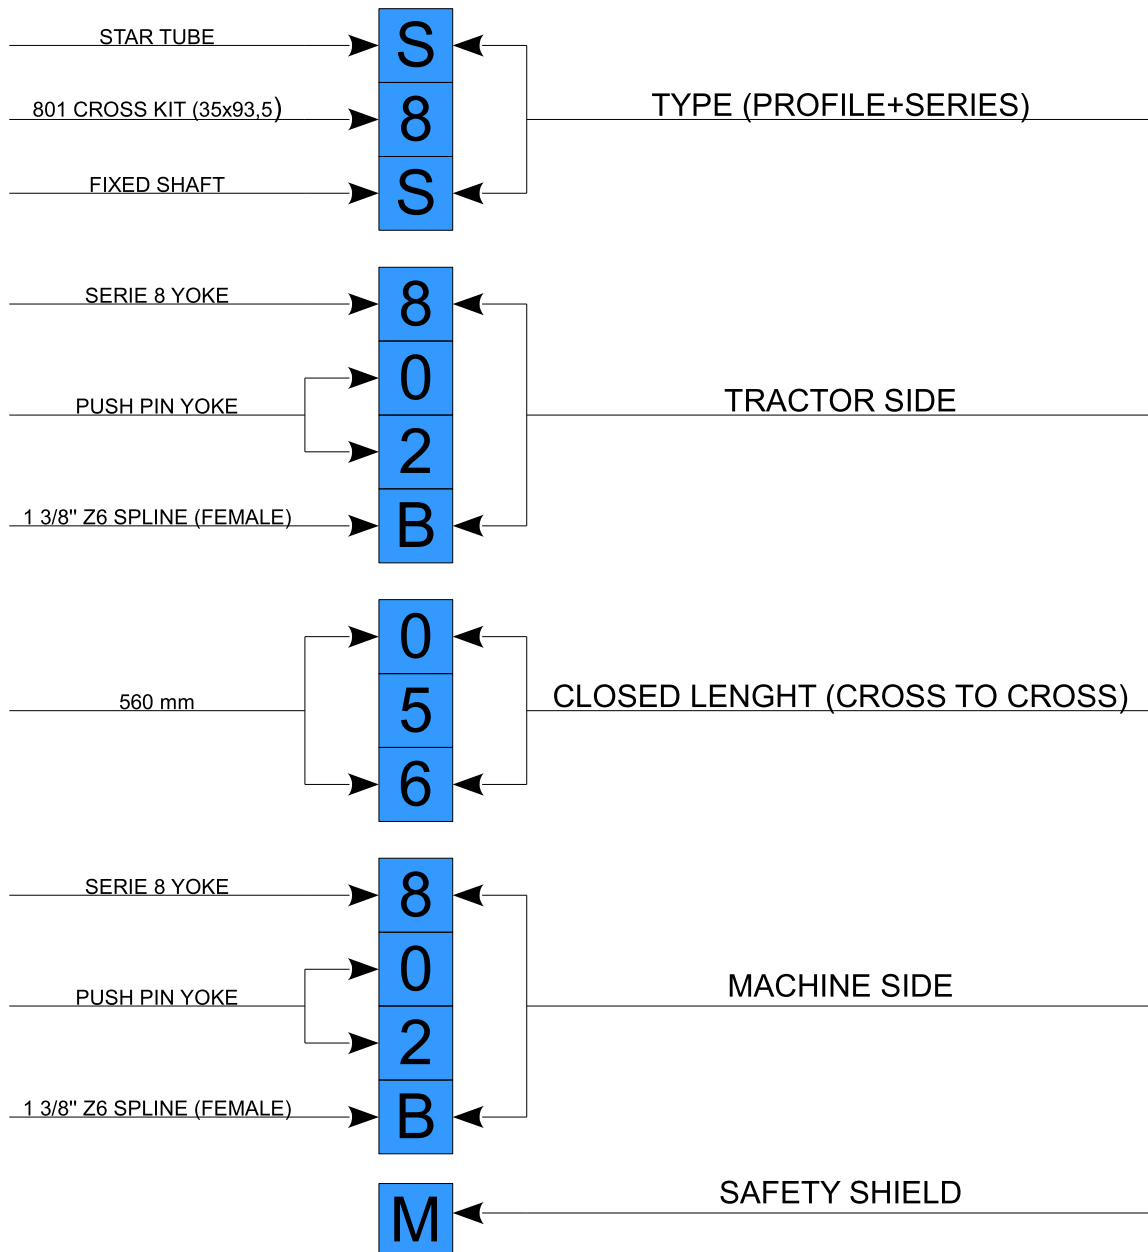 STAR TUBE
S
801 CROSS KIT (35x93,5)
8
TYPE (PROFILE+SERIES)
FIXED SHAFT
S
SERIE 8 YOKE
8
0
PUSH PIN YOKE
TRACTOR SIDE
2
1 3/8" Z6 SPLINE (FEMALE)
B
0
560 mm
5
CLOSED LENGHT (CROSS TO CROSS)
6
SERIE 8 YOKE
8
0
PUSH PIN YOKE
MACHINE SIDE
2
1 3/8" Z6 SPLINE (FEMALE)
B
M
SAFETY SHIELD